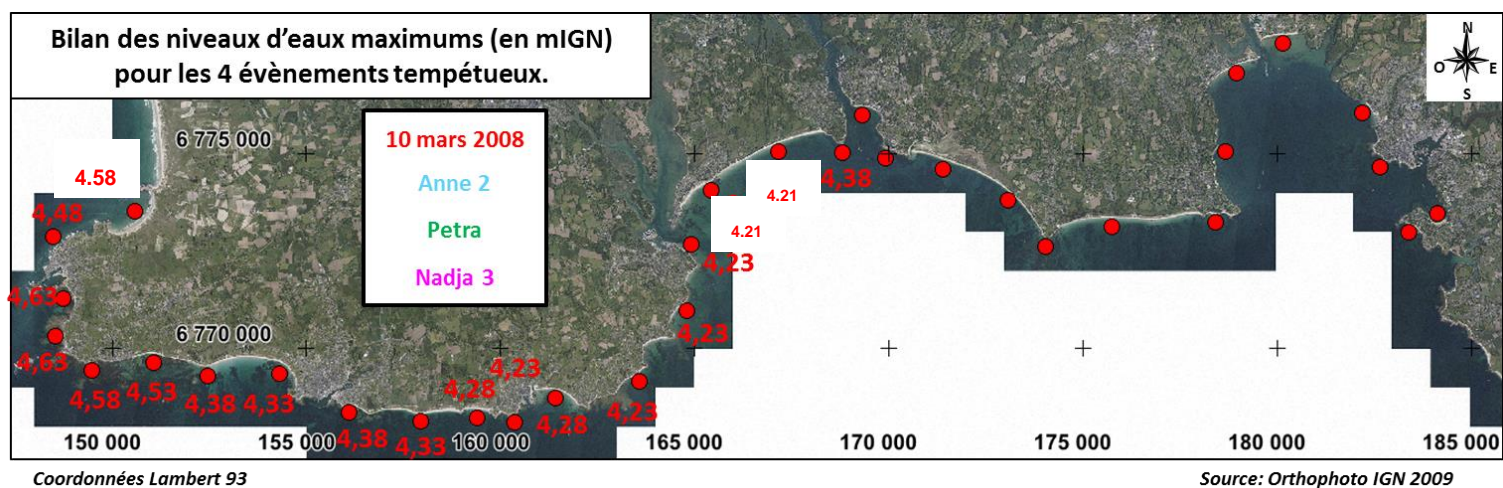 Bilan des niveaux d'eaux maximums (en mIGN)
pour les 4 évènements tempétueux.
N
O E
S
6 775 000
10 mars 2008
Anne 2
Petra
Nadja 3
4.58
4,48
4.21
4,38
4.21
4,23
4,63
6 770 000
4,23
4,63
4,58
4,53
4,38
4,33
4,23
4,28
4,23
4,38
4,33
4,28
150 000
155 000
160 000
165 000
170 000
175 000
180 000
185 000
Coordonnées Lambert 93
Source: Orthophoto IGN 2009